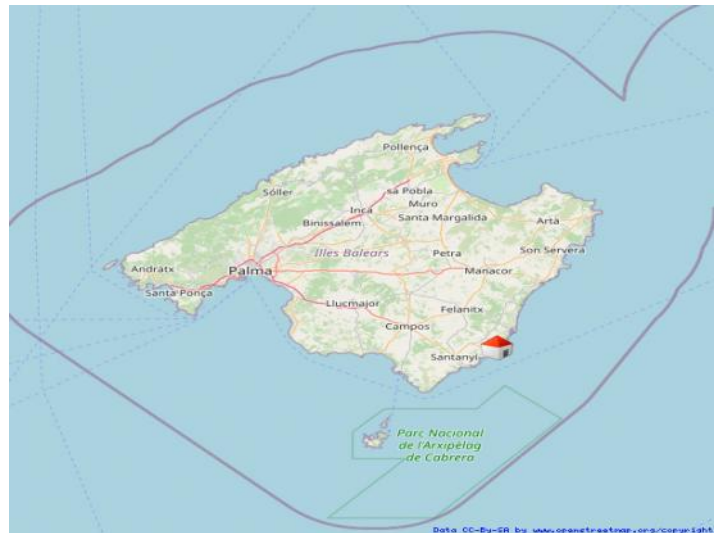 Pollença
Sóller
sa Pobla
Inca
Muro
Binissalem
Santa Margalida
Artà
Illes Balears
Petra
Son Servera
Andratx
Palma
Manacor
Santa Ponça
Llucmajor
Felanitx
Campos
Santanyí
Parc Nacional
de l'Arxipèlag
de Cabrera
Data CC-By-SA by www.openstreetmap.org/copyright